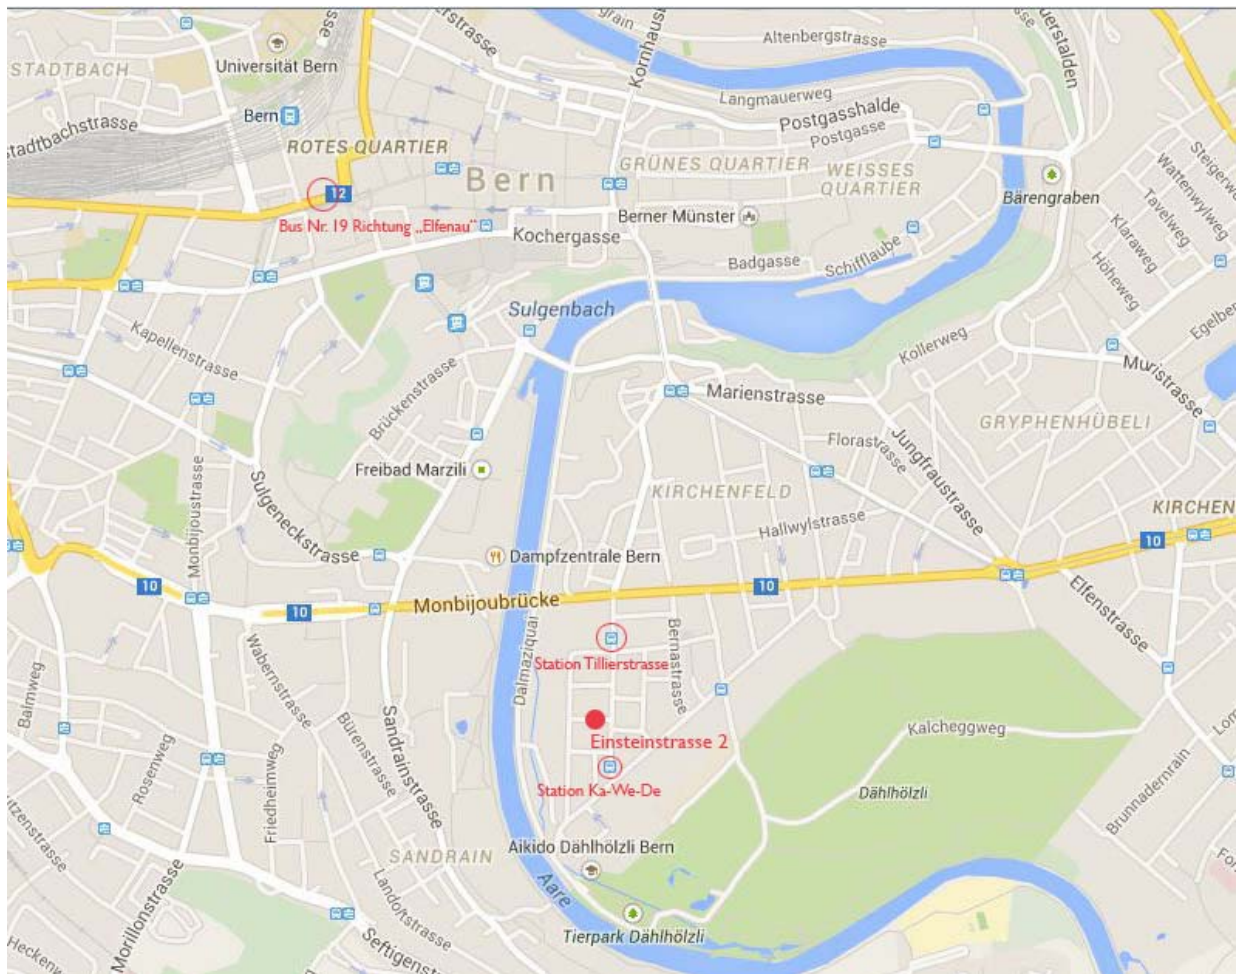 Altenbergstrasse
STADTBACH
Universität Bern
Langmauerweg
Bern
Postgasshalde
Stadtbachstrasse
Postgasse
ROTES QUARTIER
GRÜNES QUARTIER
WEISSES
QUARTIER
Bern
12
Bärengraben
Wattenwylweg
Tavelweg
Berner Münster
Bus Nr. 19 Richtung „Elfenau“
Kochergasse
Klaraweg
Höheweg
Badgasse
Schifflaube
Sulgenbach
Kapellenstrasse
Kollerweg
Muristrasse
Brückenstrasse
Marienstrasse
GRYPHENHÜBELI
Florastrasse
Jungfraustrasse
Freibad Marzili
KIRCHENFELD
Monbijoustrasse
Sulgeneckstrasse
Hallwylstrasse
KIRCHEN
10
Dampfzentrale Bern
10
10
10
Monbijoubrücke
Elfenstrasse
Dalmaziquai
Bernastrasse
Station Tillierstrasse
Wabernstrasse
Balmweg
Bürenstrasse
Sandrainstrasse
Einsteinstrasse 2
Kalcheggweg
Rosenweg
Friedheimweg
Station Ka-We-De
Dählhölzli
Brunnadernrain
Aikido Dählhölzli Bern
SANDRAIN
Aare
Landoltstrasse
Morillonstrasse
Seftigenstrasse
Tierpark Dählhölzli